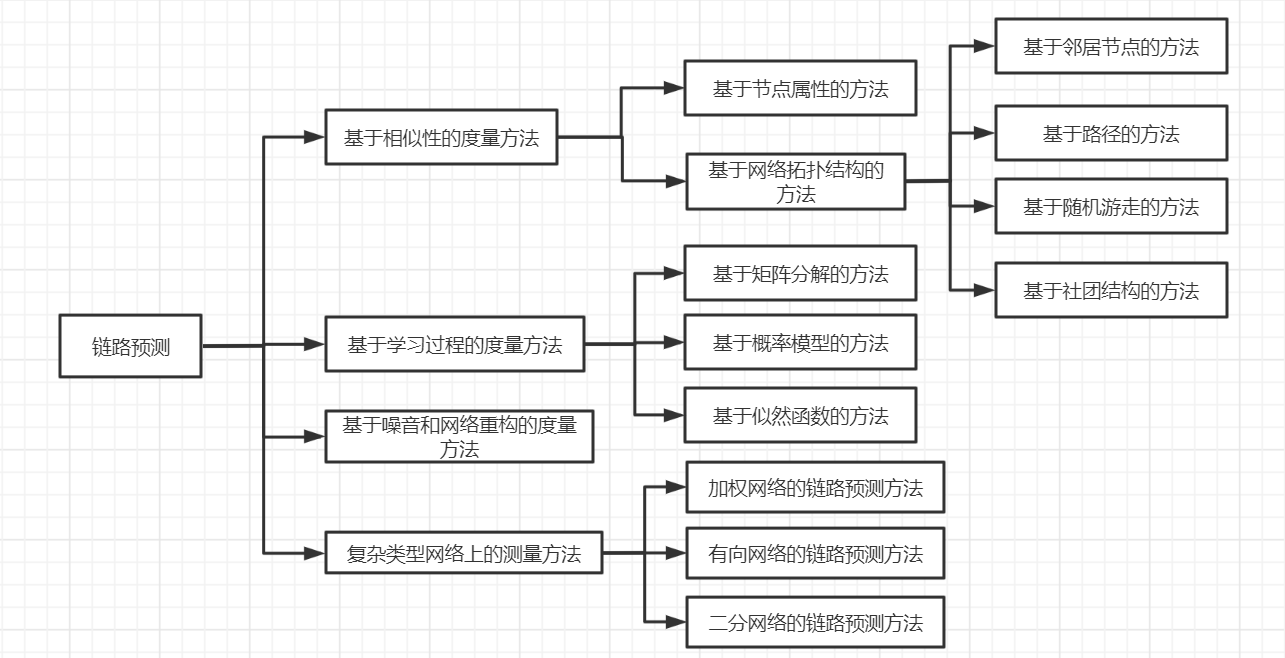 链路预测
基于相似性的度量方法
基于节点属性的方法
基于网络拓扑结构的
方法
基于邻居节点的方法
基于路径的方法
基于随机游走的方法
基于社团结构的方法
基于学习过程的度量方法
基于矩阵分解的方法
基于概率模型的方法
基于似然函数的方法
基于噪音和网络重构的度量
方法
复杂类型网络上的测量方法
加权网络的链路预测方法
有向网络的链路预测方法
二分网络的链路预测方法